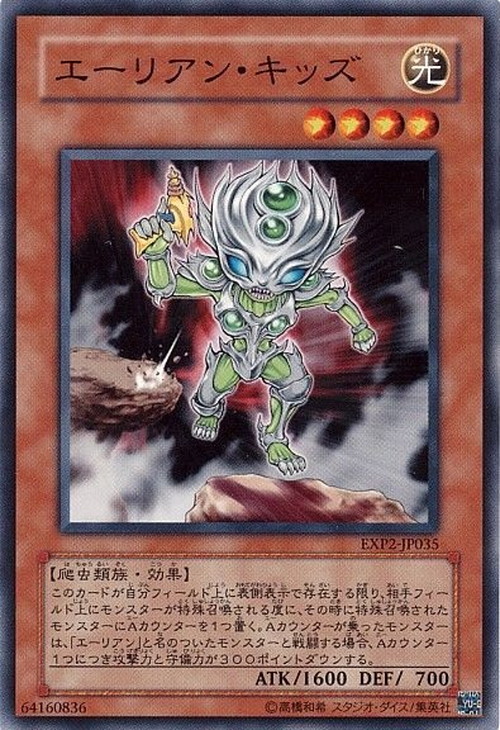 エーリアン・キッズ
光
EXP2-JP035
【爬虫類族・効果】
このカードが自分フィールド上に表側表示で存在する限り、相手フィー
ルド上にモンスターが特殊召喚される度に、その時に特殊召喚された
モンスターにAカウンターを1つ置く。Aカウンターが乗ったモンスター
は、「エーリアン」と名のついたモンスターと戦闘する場合、Aカウンター
1つにつき攻撃力と守備力が300ポイントダウンする。
ATK/1600 DEF/ 700
64160836
©高橋和希 スタジオ・ダイス/集英社